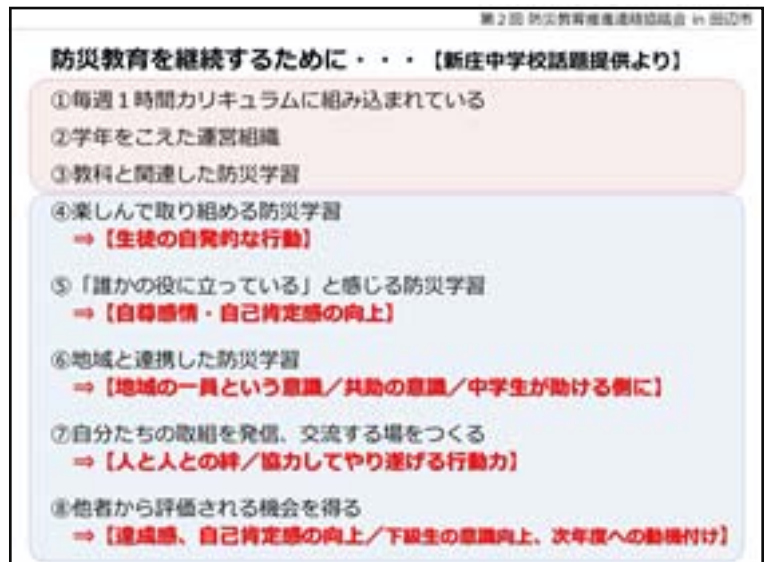 第2回 防災教育推進連絡協議会 in 田辺市
防災教育を継続するために・・・【新庄中学校話題提供より】
①毎週１時間カリキュラムに組み込まれている
②学年をこえた運営組織
③教科と関連した防災学習
④楽しんで取り組める防災学習
⇒【生徒の自発的な行動】
⑤「誰かの役に立っている」と感じる防災学習
⇒【自尊感情・自己肯定感の向上】
⑥地域と連携した防災学習
⇒【地域の一員という意識／共助の意識／中学生が助ける側に】
⑦自分たちの取組を発信、交流する場をつくる
⇒【人と人との絆／協力してやり遂げる行動力】
⑧他者から評価される機会を得る
⇒【達成感、自己肯定感の向上／下級生の意識向上、次年度への動機付け】